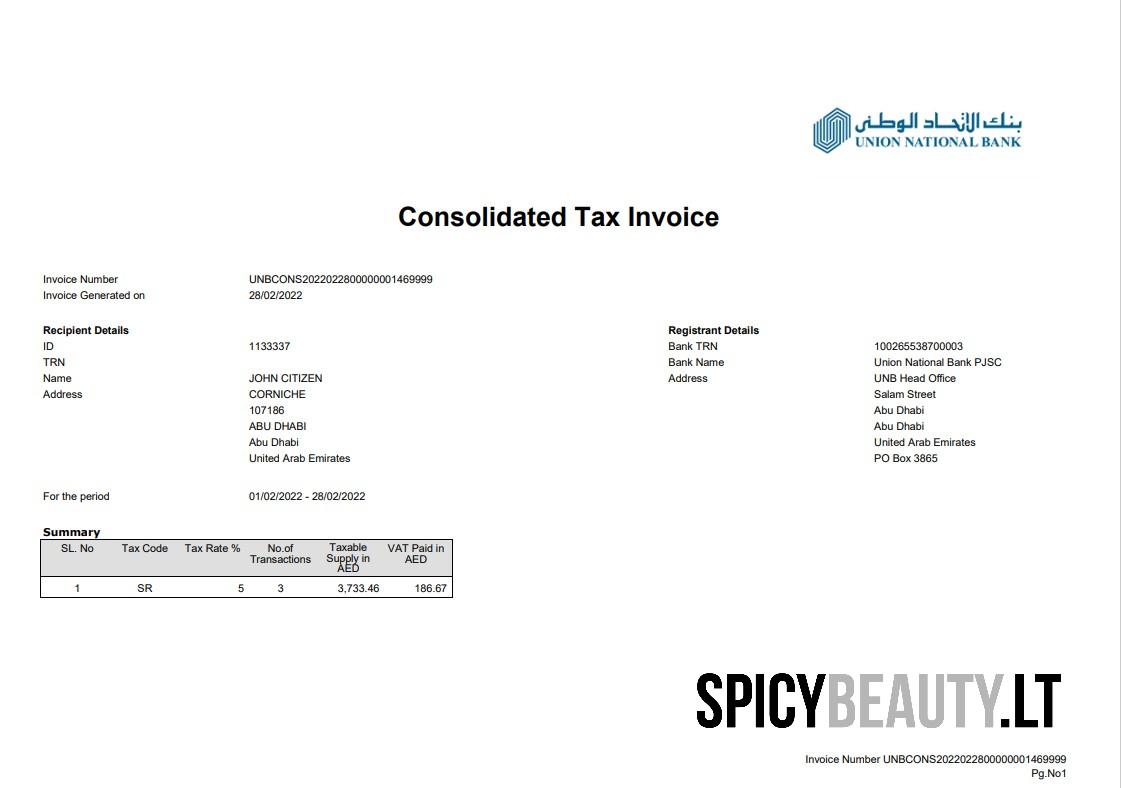 بنك الاتحاد الوطني
UNION NATIONAL BANK
Consolidated Tax Invoice
Invoice Number UNBCONS2022022800000001469999
Invoice Generated on 28/02/2022
Recipient Details
ID 1133337
TRN
Name JOHN CITIZEN
Address CORNICHE
107186
ABU DHABI
Abu Dhabi
United Arab Emirates
Registrant Details
Bank TRN 100265538700003
Bank Name Union National Bank PJSC
Address UNB Head Office
Salam Street
Abu Dhabi
Abu Dhabi
United Arab Emirates
PO Box 3865
For the period 01/02/2022 - 28/02/2022
Summary
SL. No Tax Code Tax Rate % No.of Transactions Taxable Supply in AED VAT Paid in AED
1 SR 5 3 3,733.46 186.67
SPICYBEAUTY.LT
Invoice Number UNBCONS2022022800000001469999
Pg.No1